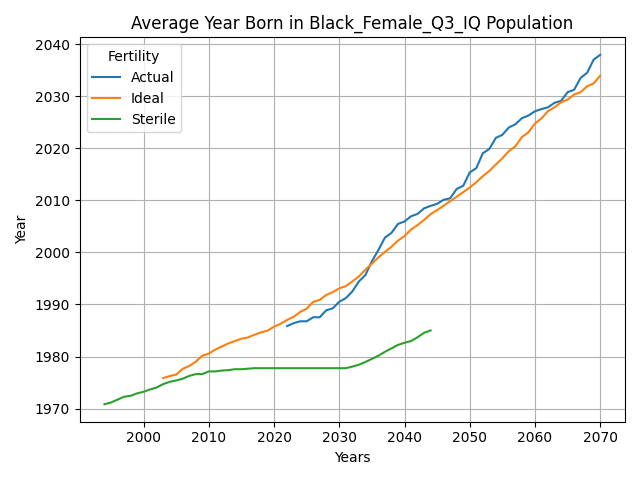 Average Year Born in Black_Female_Q3_IQ Population
Fertility
Actual
Ideal
Sterile
Year
2040
2030
2020
2010
2000
1990
1980
1970
2000 2010 2020 2030 2040 2050 2060 2070
Years